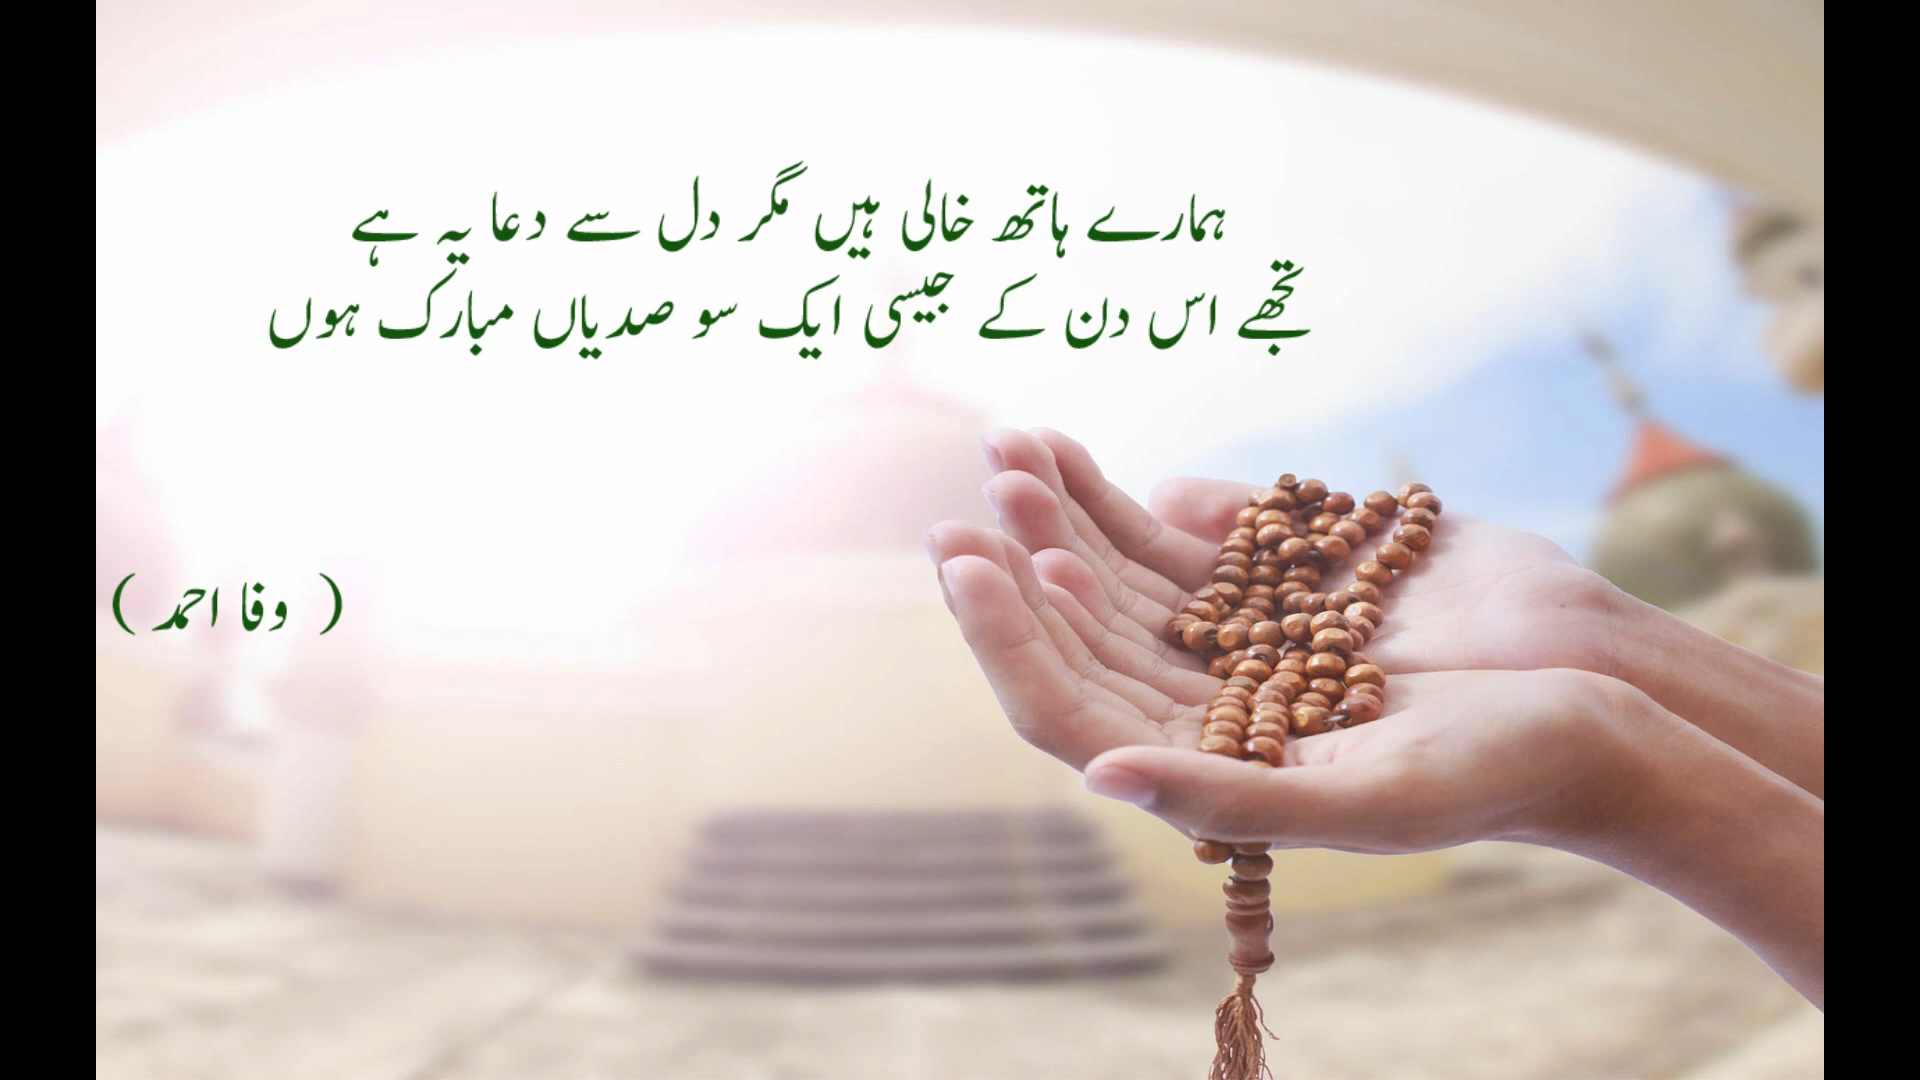 ہمارے ہاتھ خالی ہیں مگر دل سے دعا یہ ہے
تجھے اس دن کے جیسی ایک سو صدیاں مبارک ہوں
( وفا احمد )